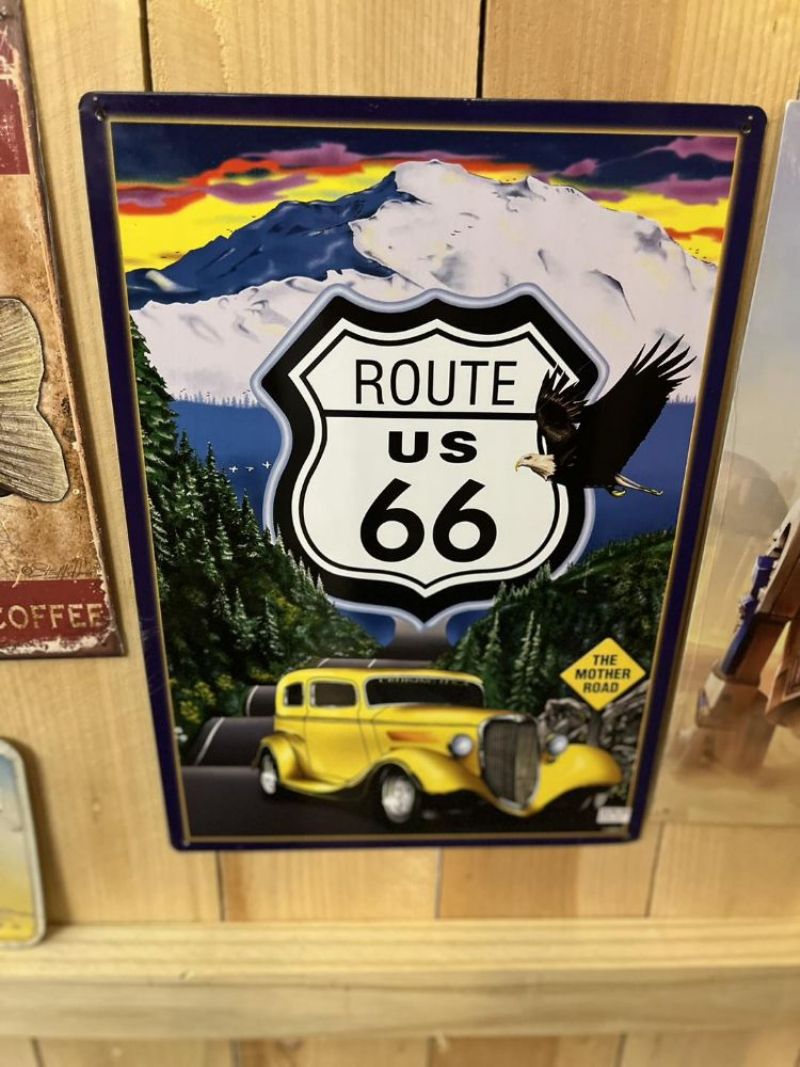 ROUTE
US
66
THE
MOTHER
ROAD
COFFEE